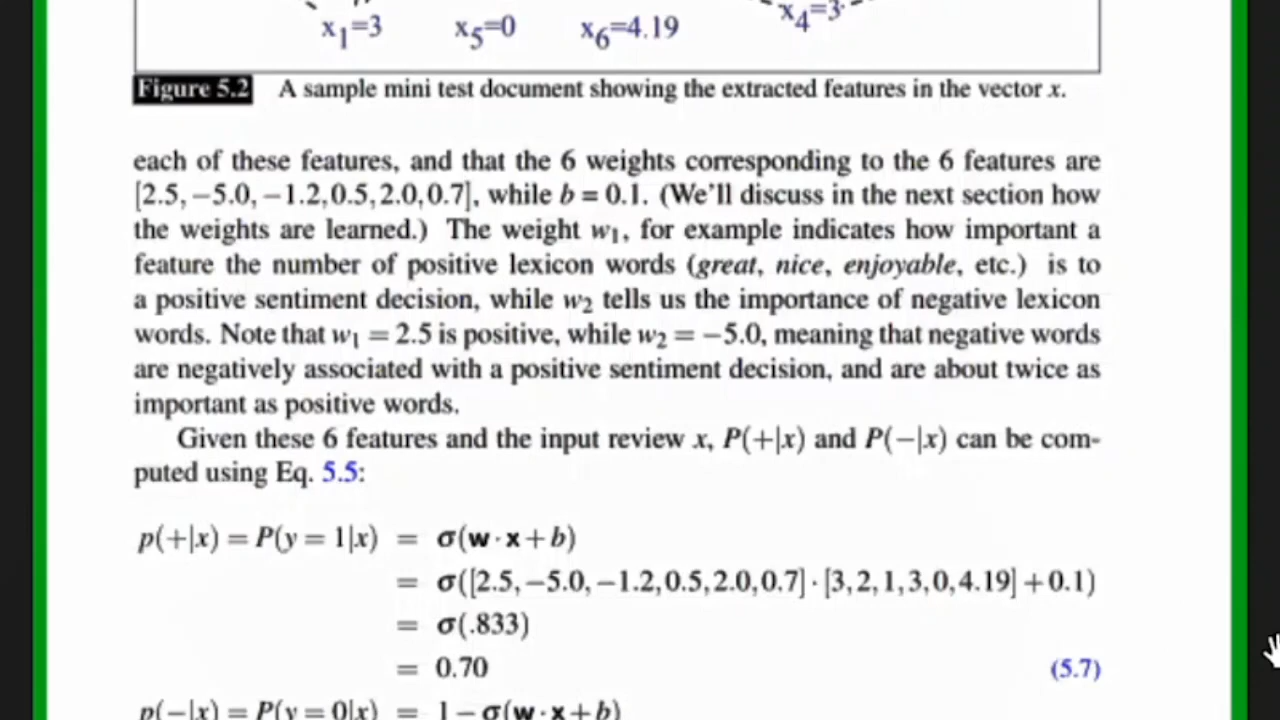 x1=3 x5=0 x6=4.19 x4=3
Figure 5.2 A sample mini test document showing the extracted features in the vector x.
each of these features, and that the 6 weights corresponding to the 6 features are
[2.5, −5.0, −1.2, 0.5, 2.0, 0.7], while b = 0.1. (We'll discuss in the next section how
the weights are learned.) The weight w1, for example indicates how important a
feature the number of positive lexicon words (great, nice, enjoyable, etc.) is to
a positive sentiment decision, while w2 tells us the importance of negative lexicon
words. Note that w1 = 2.5 is positive, while w2 = −5.0, meaning that negative words
are negatively associated with a positive sentiment decision, and are about twice as
important as positive words.
Given these 6 features and the input review x, P(+|x) and P(−|x) can be com-
puted using Eq. 5.5:
p(+|x) = P(y = 1|x) = σ(w · x + b)
= σ([2.5, −5.0, −1.2, 0.5, 2.0, 0.7] · [3, 2, 1, 3, 0, 4.19] + 0.1)
= σ(.833)
= 0.70 (5.7)
p(−|x) = P(y = 0|x) = 1 − σ(w · x + b)